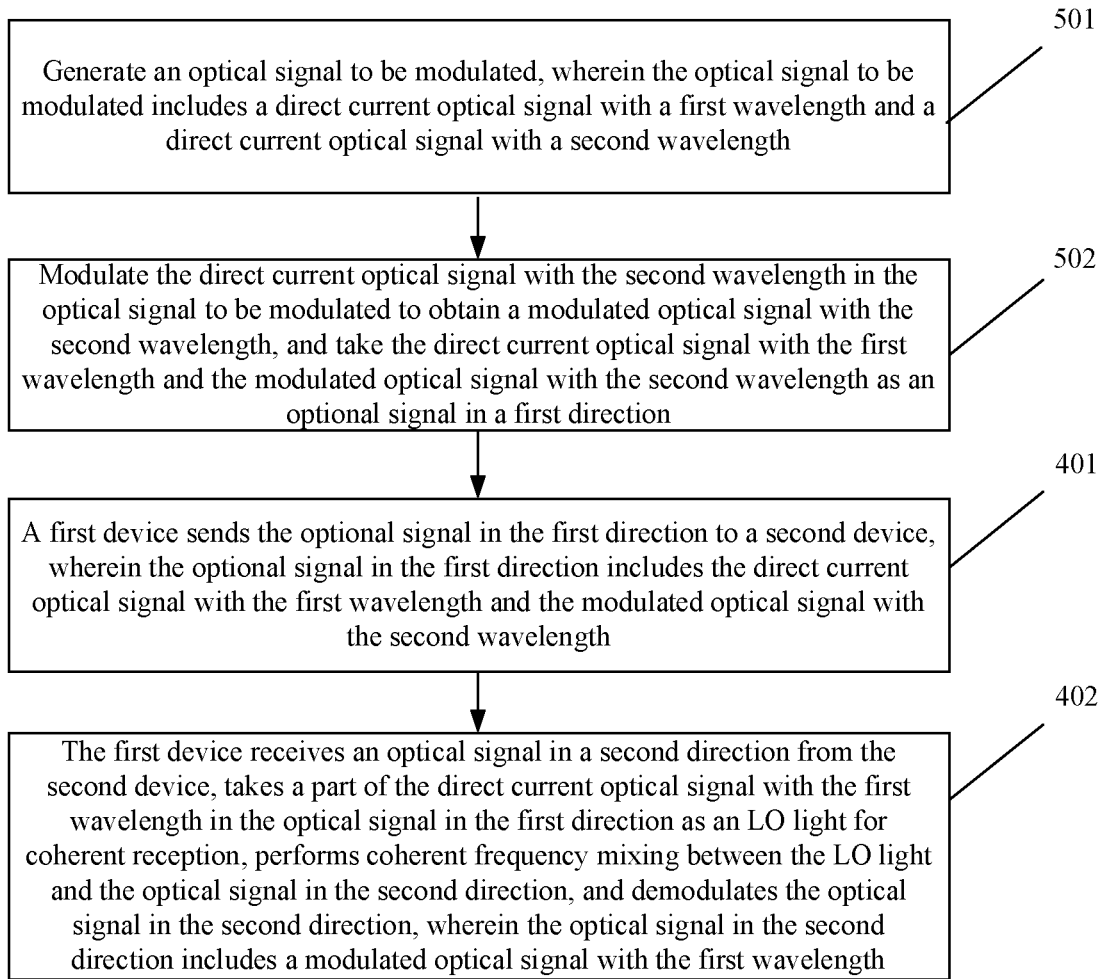 501
Generate an optical signal to be modulated, wherein the optical signal to be
modulated includes a direct current optical signal with a first wavelength and a
direct current optical signal with a second wavelength
502
Modulate the direct current optical signal with the second wavelength in the
optical signal to be modulated to obtain a modulated optical signal with the
second wavelength, and take the direct current optical signal with the first
wavelength and the modulated optical signal with the second wavelength as an
optional signal in a first direction
401
A first device sends the optional signal in the first direction to a second device,
wherein the optional signal in the first direction includes the direct current
optical signal with the first wavelength and the modulated optical signal with
the second wavelength
402
The first device receives an optical signal in a second direction from the
second device, takes a part of the direct current optical signal with the first
wavelength in the optical signal in the first direction as an LO light for
coherent reception, performs coherent frequency mixing between the LO light
and the optical signal in the second direction, and demodulates the optical
signal in the second direction, wherein the optical signal in the second
direction includes a modulated optical signal with the first wavelength